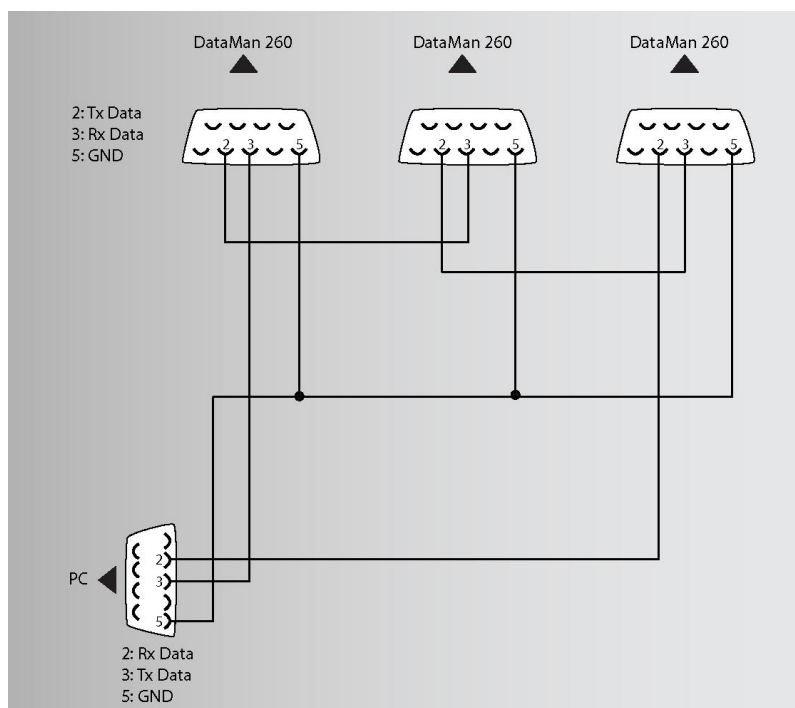 DataMan 260 DataMan 260 DataMan 260
2: Tx Data
3: Rx Data
5: GND
2 3 5 2 3 5 2 3 5
2
PC 3
5
2: Rx Data
3: Tx Data
5: GND